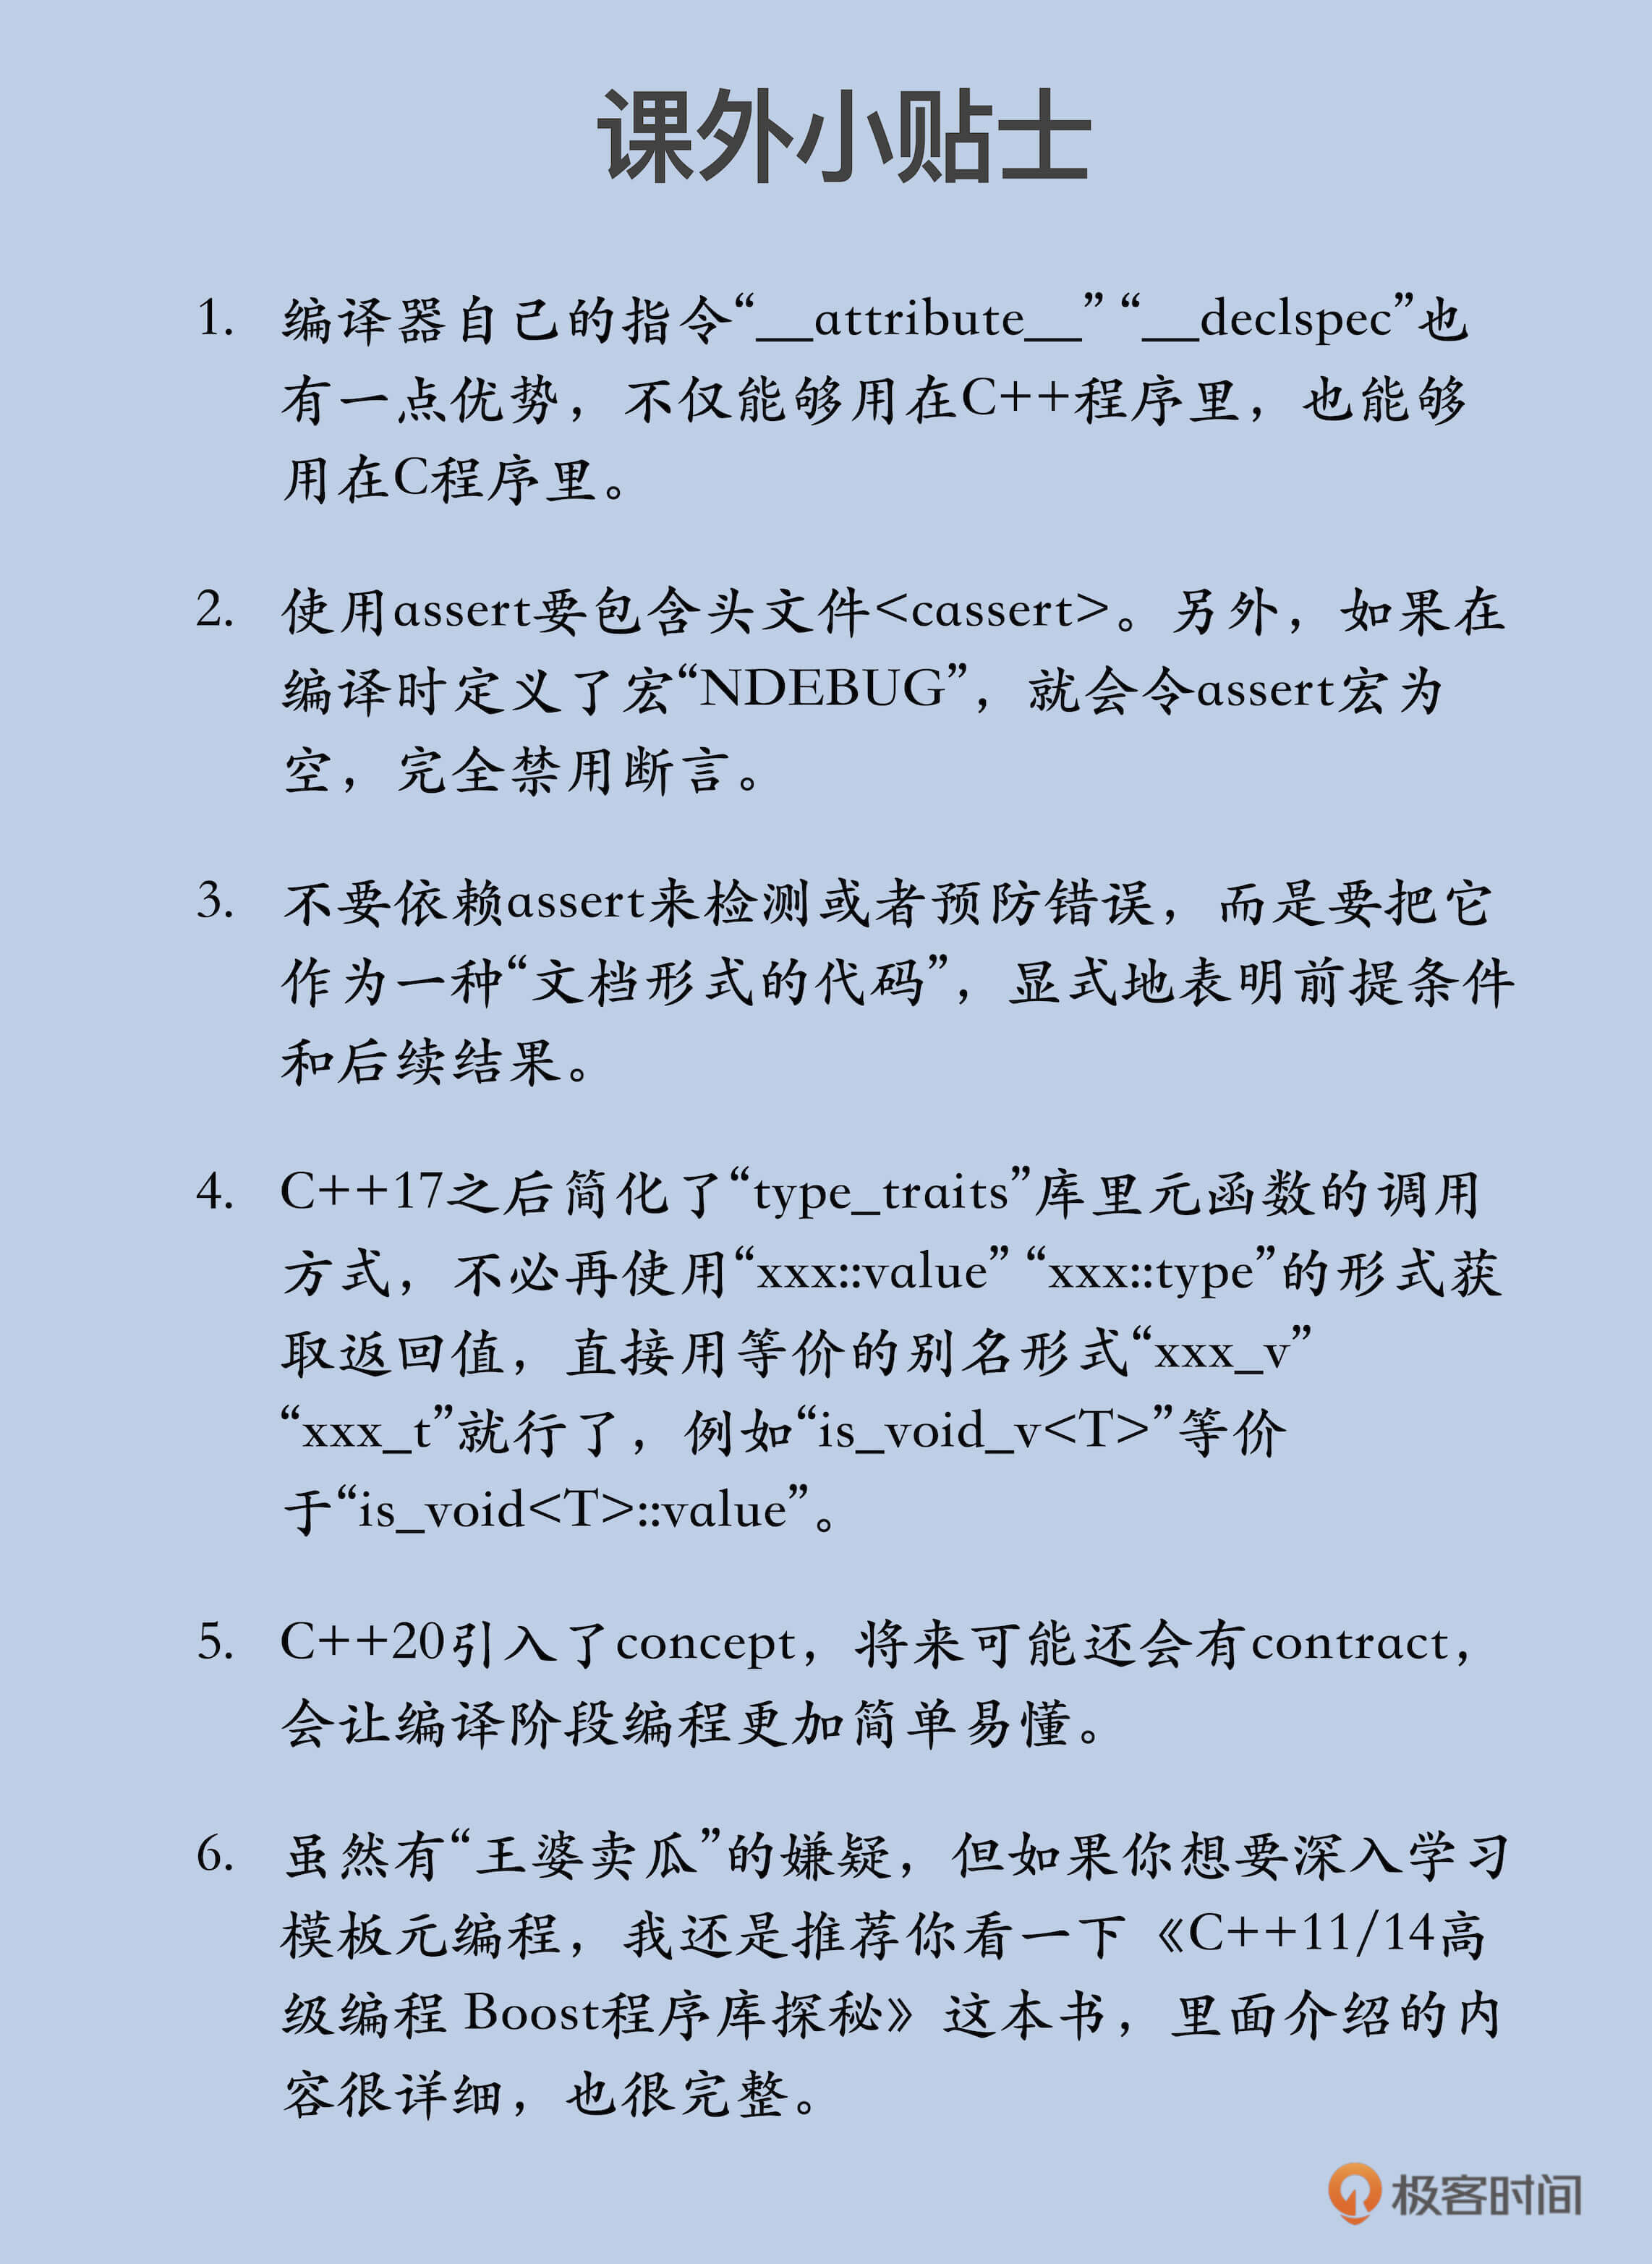 课外小贴士
1. 编译器自己的指令“__attribute__” “__declspec”也
有一点优势，不仅能够用在C++程序里，也能够
用在C程序里。
2. 使用assert要包含头文件<cassert>。另外，如果在
编译时定义了宏“NDEBUG”，就会令assert宏为
空，完全禁用断言。
3. 不要依赖assert来检测或者预防错误，而是要把它
作为一种“文档形式的代码”，显式地表明前提条件
和后续结果。
4. C++17之后简化了“type_traits”库里元函数的调用
方式，不必再使用“xxx::value” “xxx::type”的形式获
取返回值，直接用等价的别名形式“xxx_v”
“xxx_t”就行了，例如“is_void_v<T>”等价
于“is_void<T>::value”。
5. C++20引入了concept，将来可能还会有contract，
会让编译阶段编程更加简单易懂。
6. 虽然有“王婆卖瓜”的嫌疑，但如果你想要深入学习
模板元编程，我还是推荐你看一下《C++11/14高
级编程 Boost程序库探秘》这本书，里面介绍的内
容很详细，也很完整。
极客时间